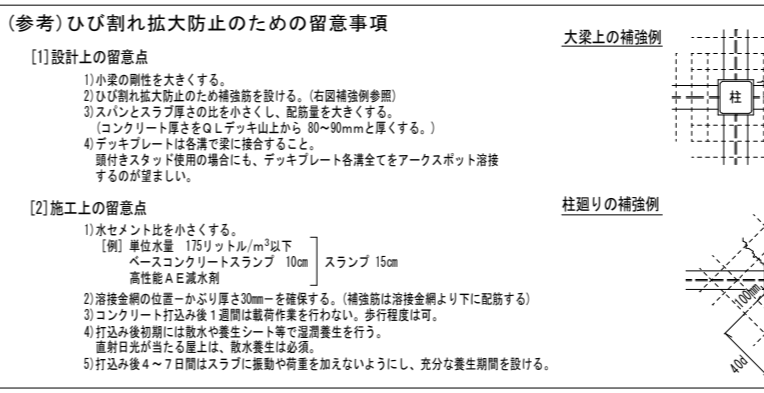 (参考)ひび割れ拡大防止のための留意事項
[1]設計上の留意点
1)小梁の剛性を大きくする。
2)ひび割れ拡大防止のため補強筋を設ける。(右図補強例参照)
3)スパンとスラブ厚さの比を小さくし、配筋量を大きくする。
(コンクリート厚さをQLデッキ山上から 80~90mmと厚くする。)
4)デッキプレートは各溝で梁に接合すること。
頭付きスタッド使用の場合にも、デッキプレート各溝全てをアークスポット溶接
するのが望ましい。
[2]施工上の留意点
1)水セメント比を小さくする。
[例] 単位水量 175リットル/m³以下
ベースコンクリートスランプ 10cm
スランプ 15cm
高性能AE減水剤
2)溶接金網の位置-かぶり厚さ30mm-を確保する。(補強筋は溶接金網より下に配筋する)
3)コンクリート打込み後1週間は載荷作業を行わない。歩行程度は可。
4)打込み後初期には散水や養生シート等で湿潤養生を行う。
直射日光が当たる屋上は、散水養生は必須。
5)打込み後4~7日間はスラブに振動や荷重を加えないようにし、充分な養生期間を設ける。
大梁上の補強例
柱
柱廻りの補強例
100mm
40d